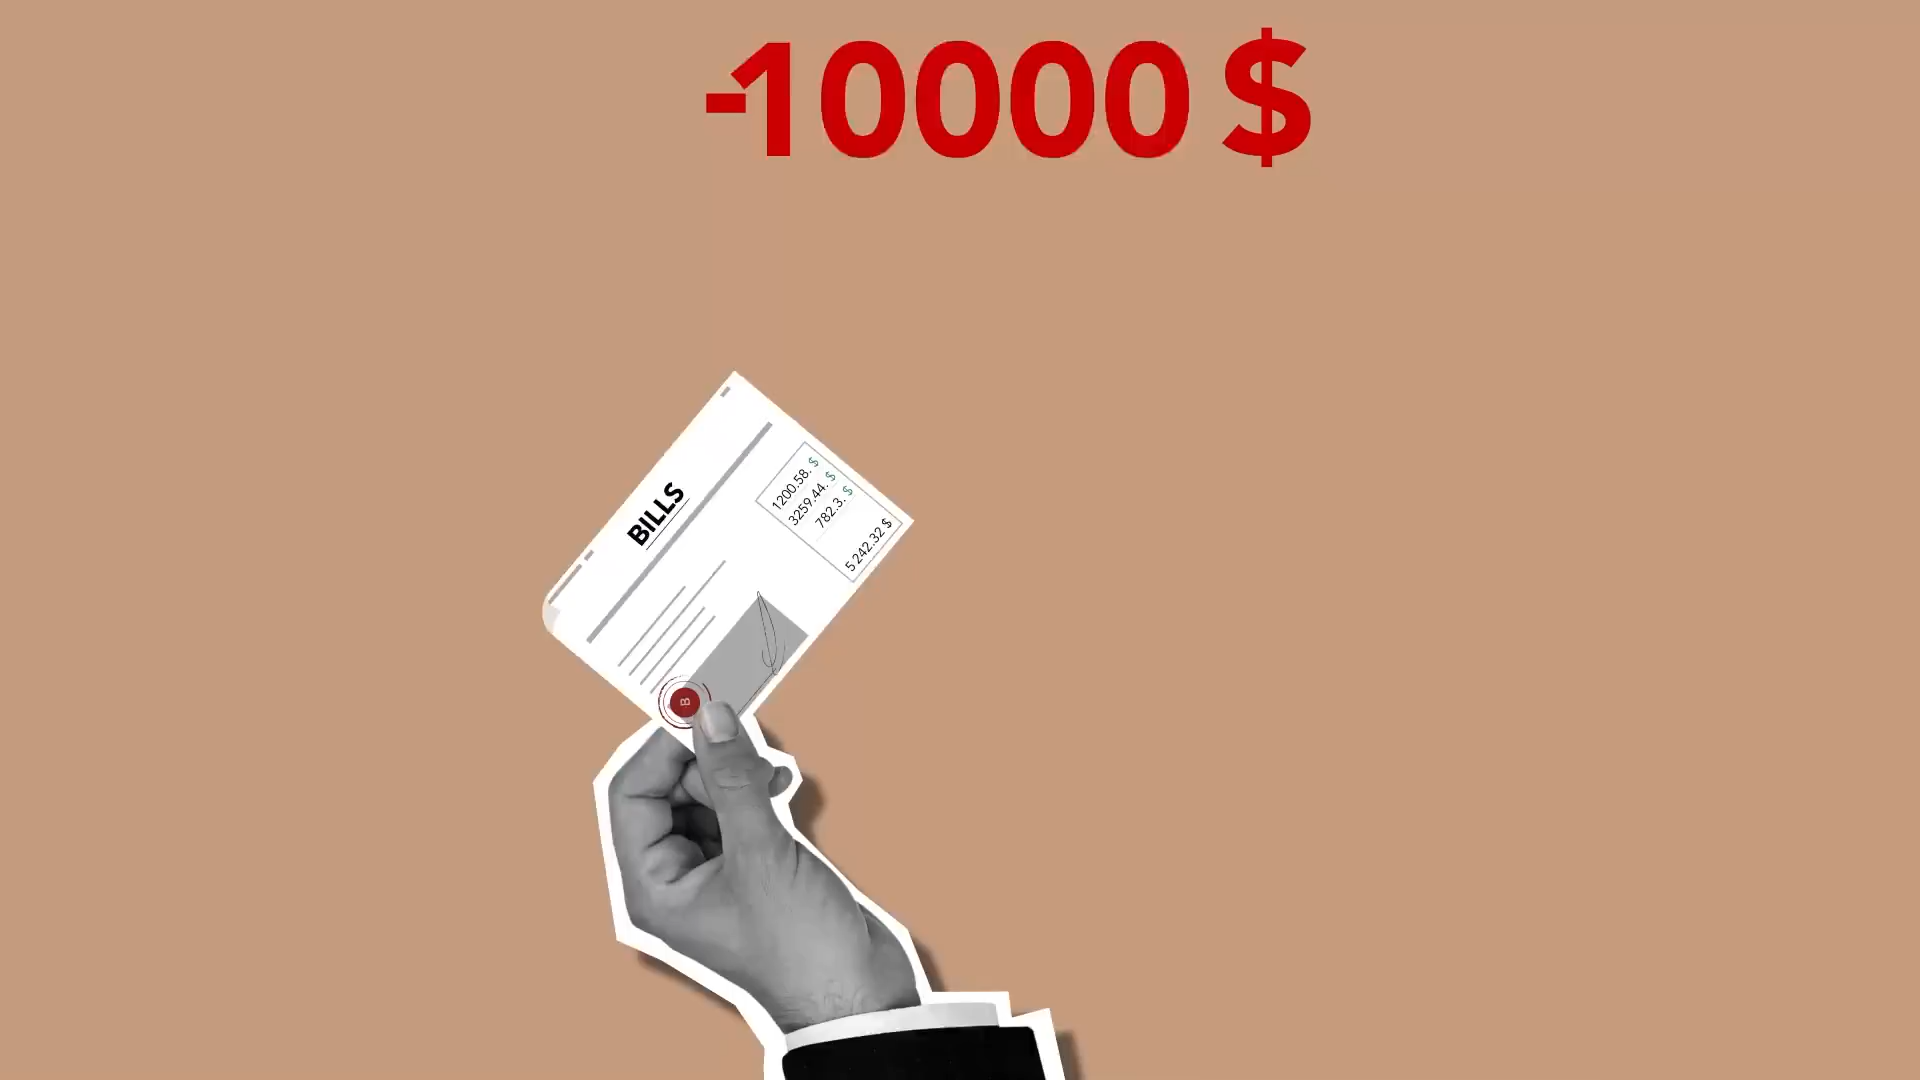 -10000 $
BILLS
1200.58. $
3259.44. $
782.3. $
5 242.32 $
B